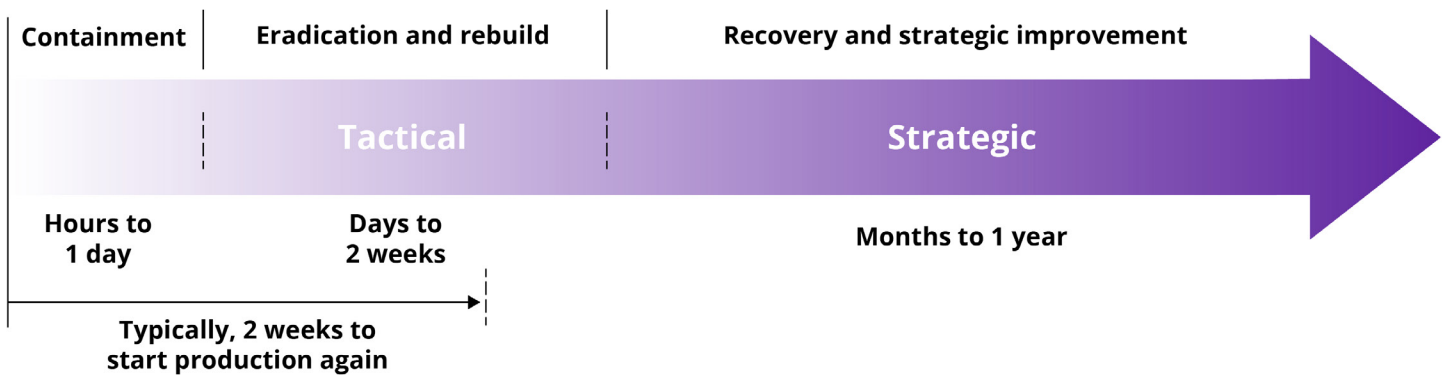 Containment
Eradication and rebuild
Recovery and strategic improvement
Tactical
Strategic
Hours to
1 day
Days to
2 weeks
Months to 1 year
Typically, 2 weeks to
start production again